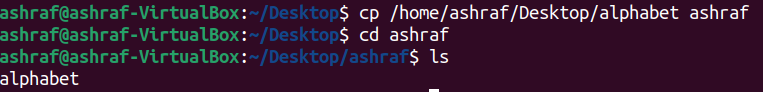 ashraf@ashraf-VirtualBox:~/Desktop$ cp /home/ashraf/Desktop/alphabet ashraf
ashraf@ashraf-VirtualBox:~/Desktop$ cd ashraf
ashraf@ashraf-VirtualBox:~/Desktop/ashraf$ ls
alphabet